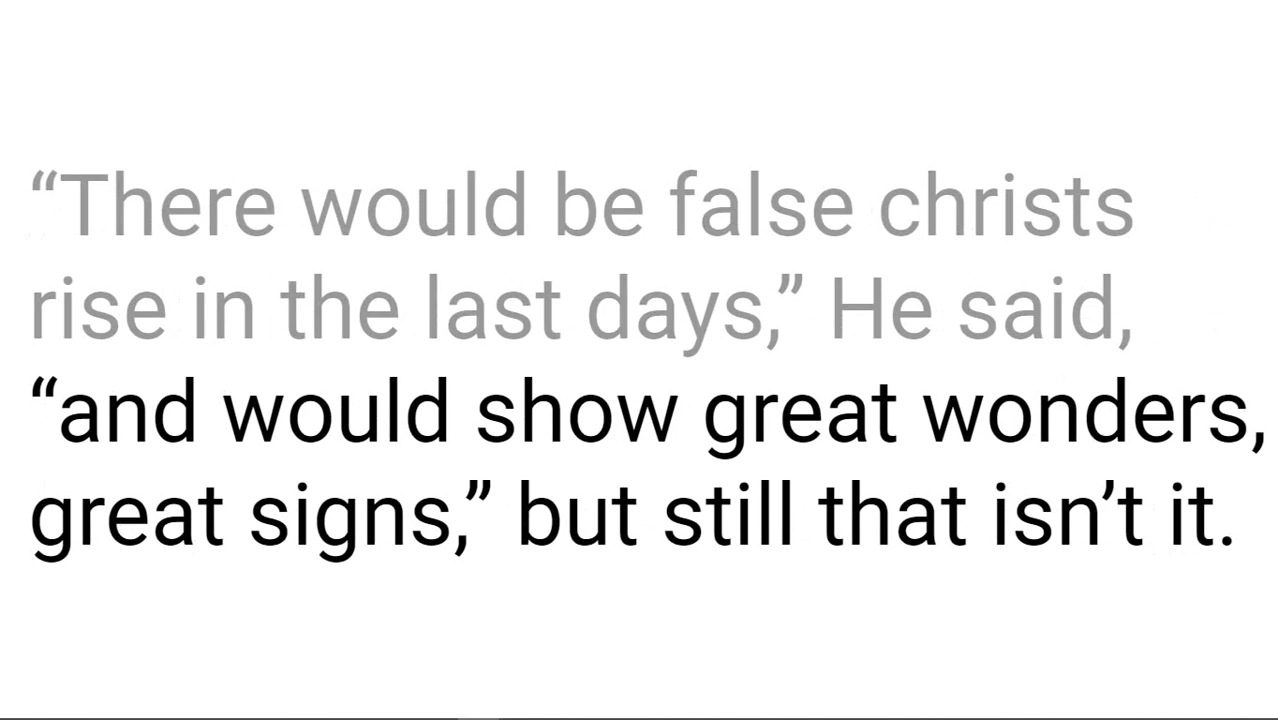 “There would be false christs
rise in the last days,” He said,
“and would show great wonders,
great signs,” but still that isn’t it.